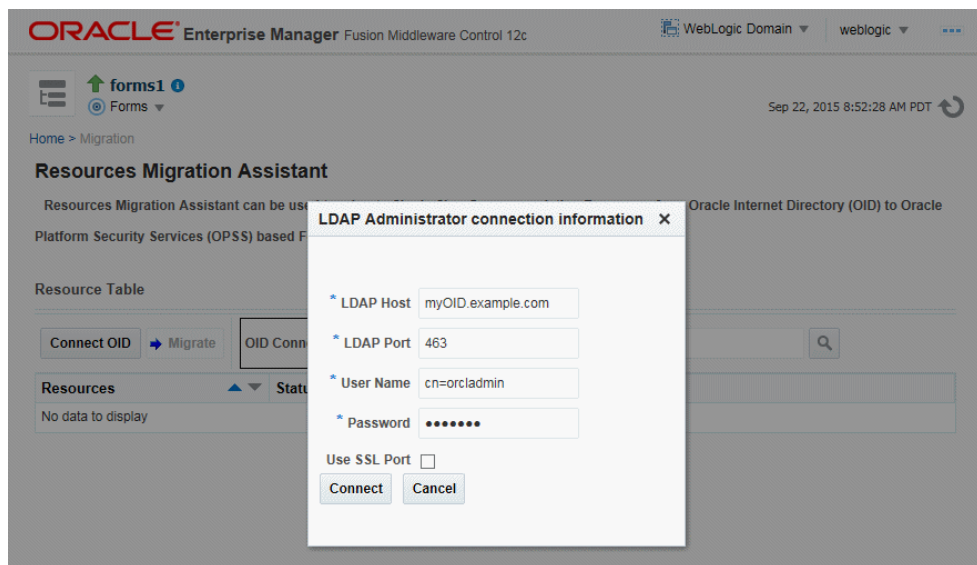 ORACLE® Enterprise Manager Fusion Middleware Control 12c
WebLogic Domain
weblogic
forms1
Forms
Sep 22, 2015 8:52:28 AM PDT
Home > Migration
Resources Migration Assistant
Resources Migration Assistant can be use
Oracle Internet Directory (OID) to Oracle
Platform Security Services (OPSS) based F
Resource Table
Connect OID
Migrate
OID Conn
Resources
Statu
No data to display
LDAP Administrator connection information
* LDAP Host myOID.example.com
* LDAP Port 463
* User Name cn=orcladmin
* Password •••••••
Use SSL Port
Connect Cancel